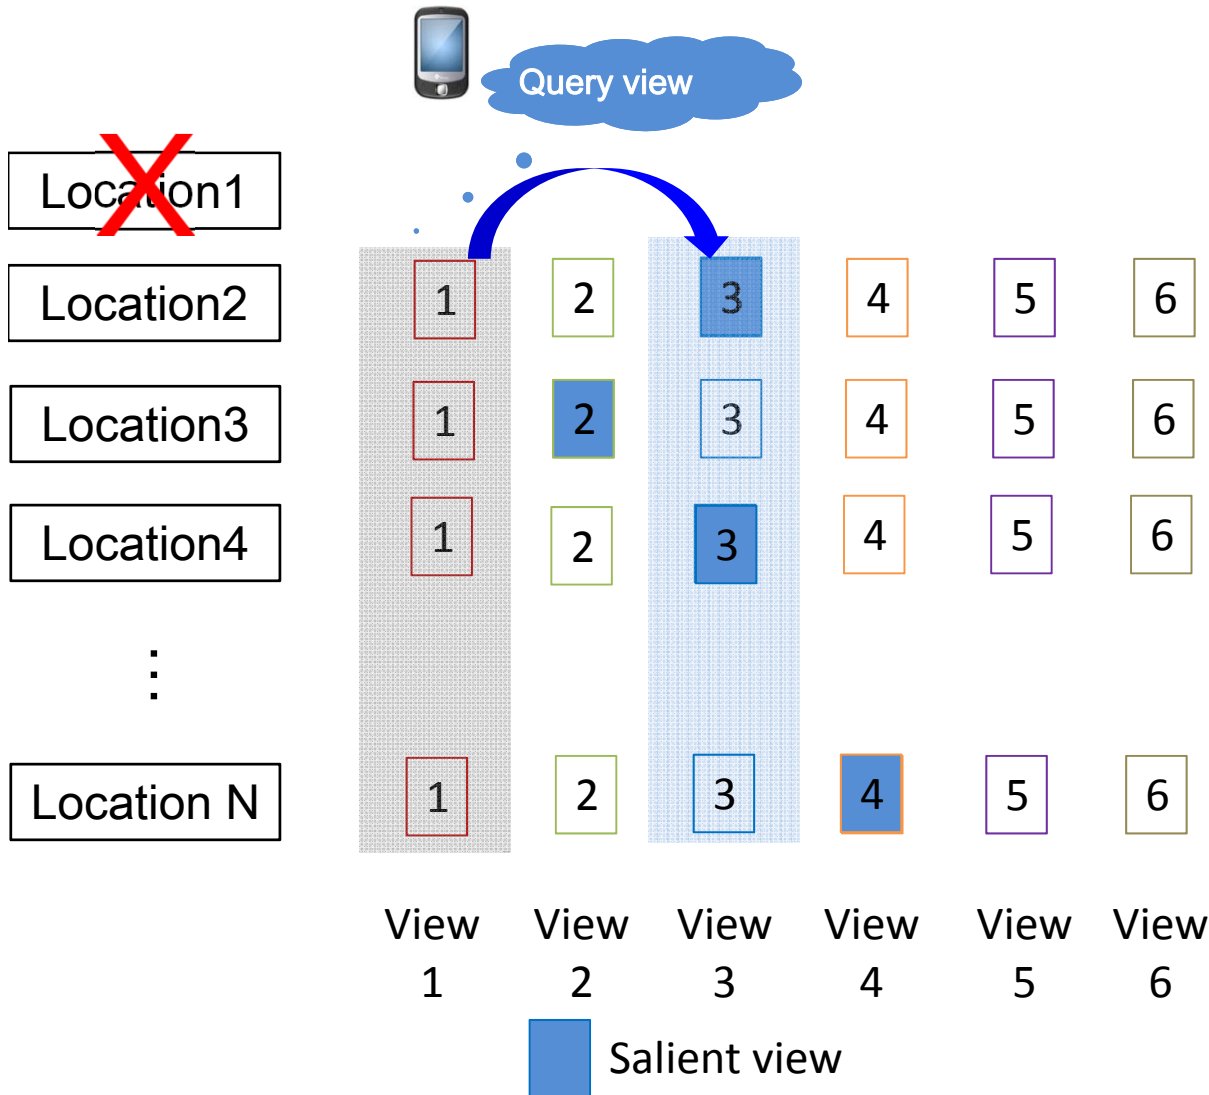 Query view
Location1
Location2 1 2 3 4 5 6
Location3 1 2 3 4 5 6
Location4 1 2 3 4 5 6
⋮
Location N 1 2 3 4 5 6
View View View View View View
1 2 3 4 5 6
Salient view